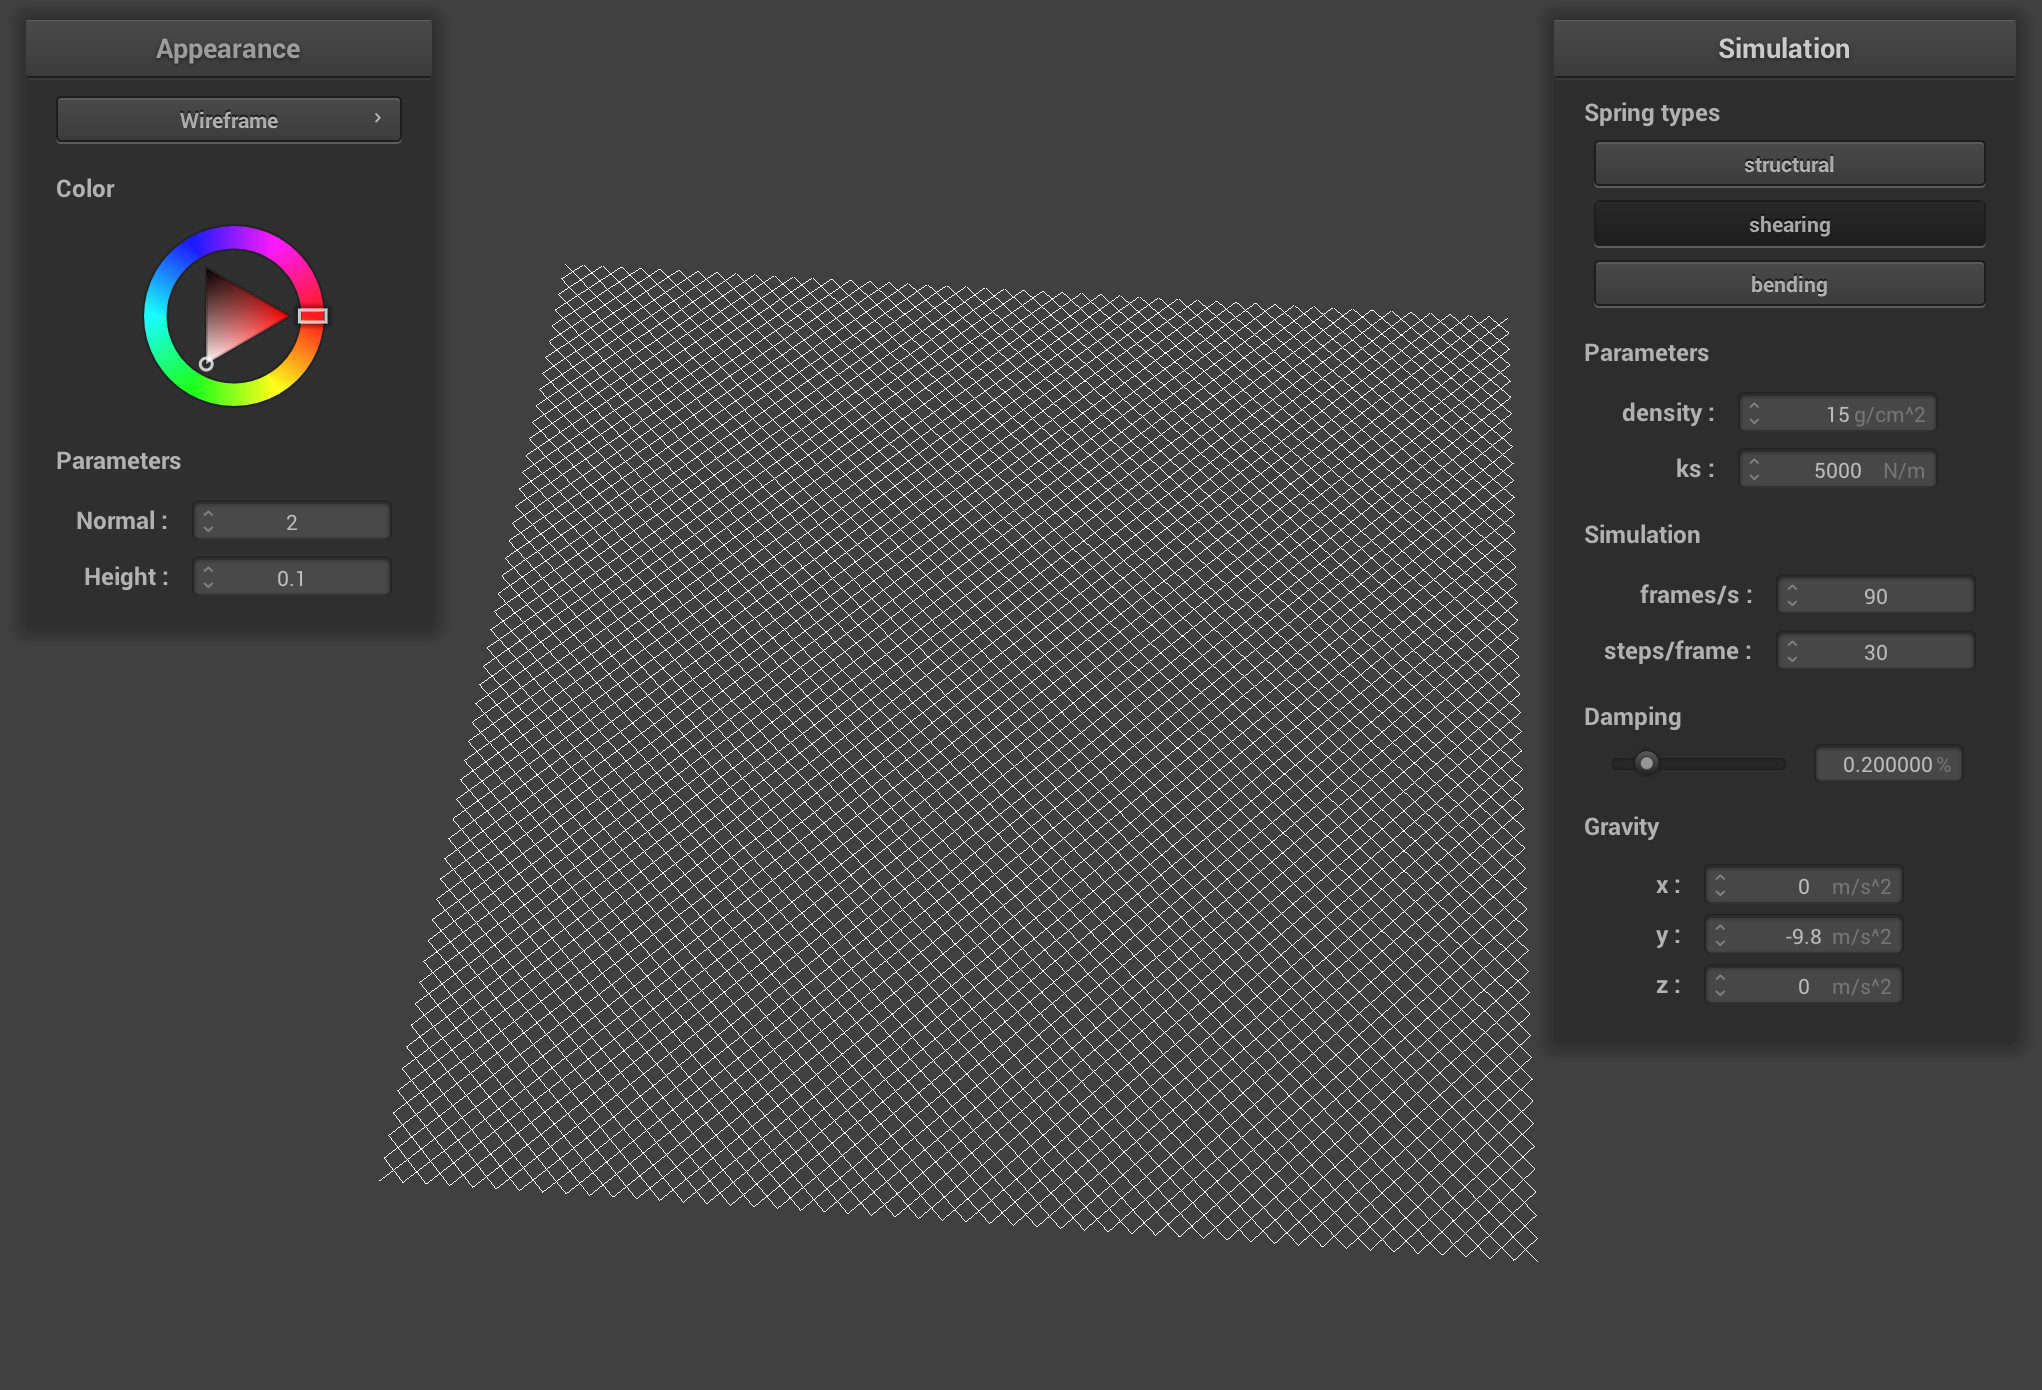 Appearance
Wireframe
Color
Parameters
Normal : 2
Height : 0.1
Simulation
Spring types
structural
shearing
bending
Parameters
density : 15 g/cm^2
ks : 5000 N/m
Simulation
frames/s : 90
steps/frame : 30
Damping
0.200000 %
Gravity
x : 0 m/s^2
y : -9.8 m/s^2
z : 0 m/s^2